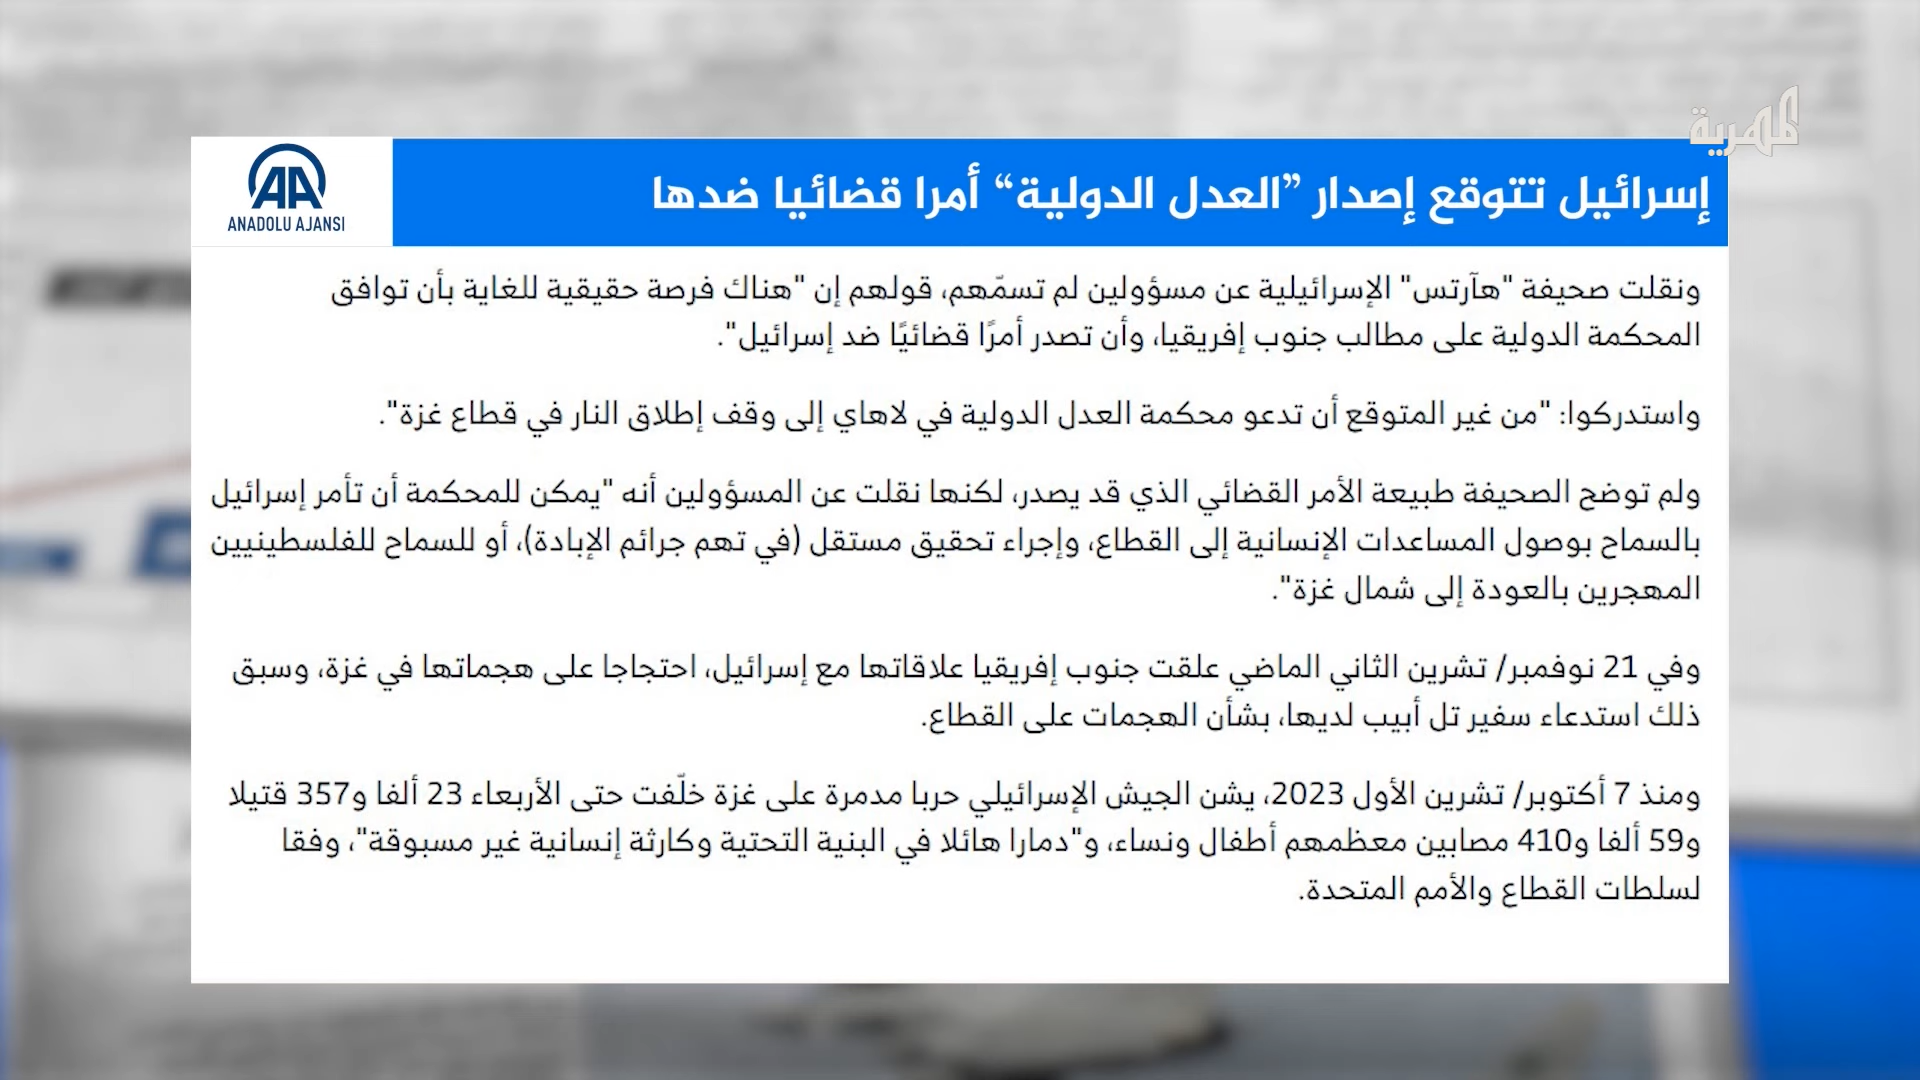 المهرية
ANADOLU AJANSI
إسرائيل تتوقع إصدار ”العدل الدولية“ أمرا قضائيا ضدها
ونقلت صحيفة "هآرتس" الإسرائيلية عن مسؤولين لم تسمّهم، قولهم إن "هناك فرصة حقيقية للغاية بأن توافق
المحكمة الدولية على مطالب جنوب إفريقيا، وأن تصدر أمرًا قضائيًا ضد إسرائيل".
واستدركوا: "من غير المتوقع أن تدعو محكمة العدل الدولية في لاهاي إلى وقف إطلاق النار في قطاع غزة".
ولم توضح الصحيفة طبيعة الأمر القضائي الذي قد يصدر، لكنها نقلت عن المسؤولين أنه "يمكن للمحكمة أن تأمر إسرائيل
بالسماح بوصول المساعدات الإنسانية إلى القطاع، وإجراء تحقيق مستقل (في تهم جرائم الإبادة)، أو للسماح للفلسطينيين
المهجرين بالعودة إلى شمال غزة".
وفي 21 نوفمبر/ تشرين الثاني الماضي علقت جنوب إفريقيا علاقاتها مع إسرائيل، احتجاجا على هجماتها في غزة، وسبق
ذلك استدعاء سفير تل أبيب لديها، بشأن الهجمات على القطاع.
ومنذ 7 أكتوبر/ تشرين الأول 2023، يشن الجيش الإسرائيلي حربا مدمرة على غزة خلّفت حتى الأربعاء 23 ألفا و357 قتيلا
و59 ألفا و410 مصابين معظمهم أطفال ونساء، و"دمارا هائلا في البنية التحتية وكارثة إنسانية غير مسبوقة"، وفقا
لسلطات القطاع والأمم المتحدة.